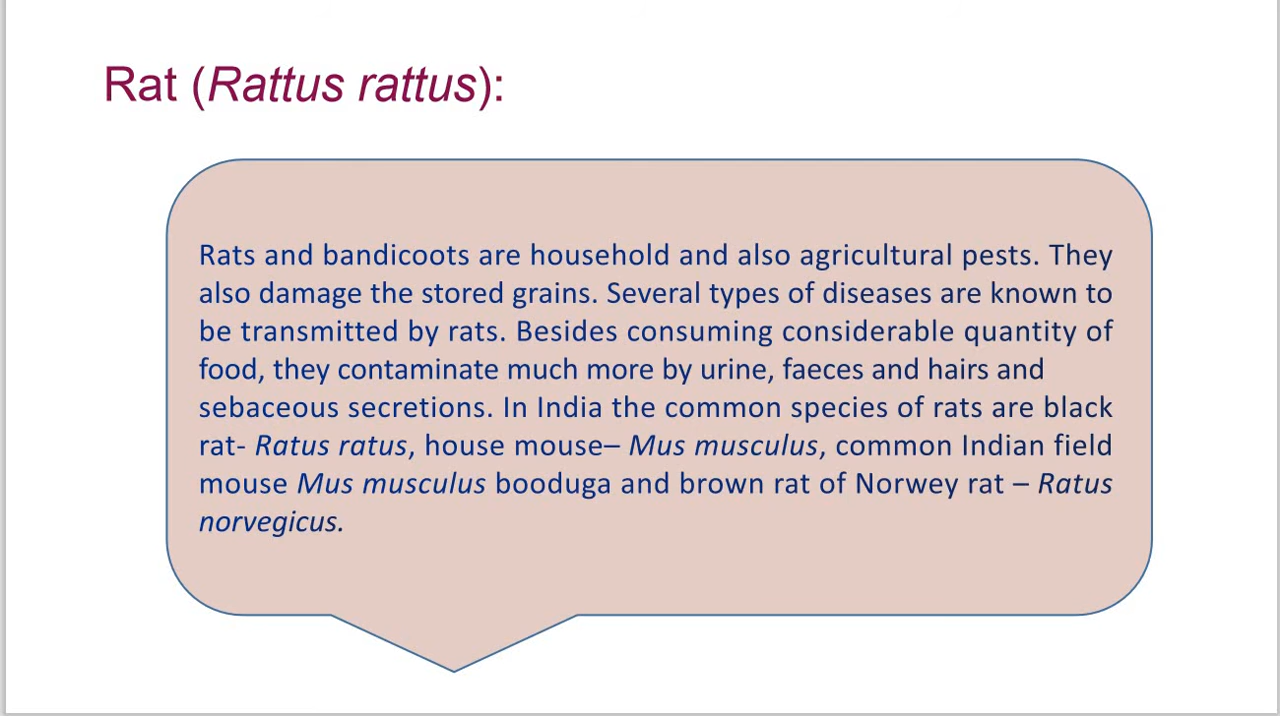 Rat (Rattus rattus):
Rats and bandicoots are household and also agricultural pests. They
also damage the stored grains. Several types of diseases are known to
be transmitted by rats. Besides consuming considerable quantity of
food, they contaminate much more by urine, faeces and hairs and
sebaceous secretions. In India the common species of rats are black
rat- Ratus ratus, house mouse– Mus musculus, common Indian field
mouse Mus musculus booduga and brown rat of Norwey rat – Ratus
norvegicus.